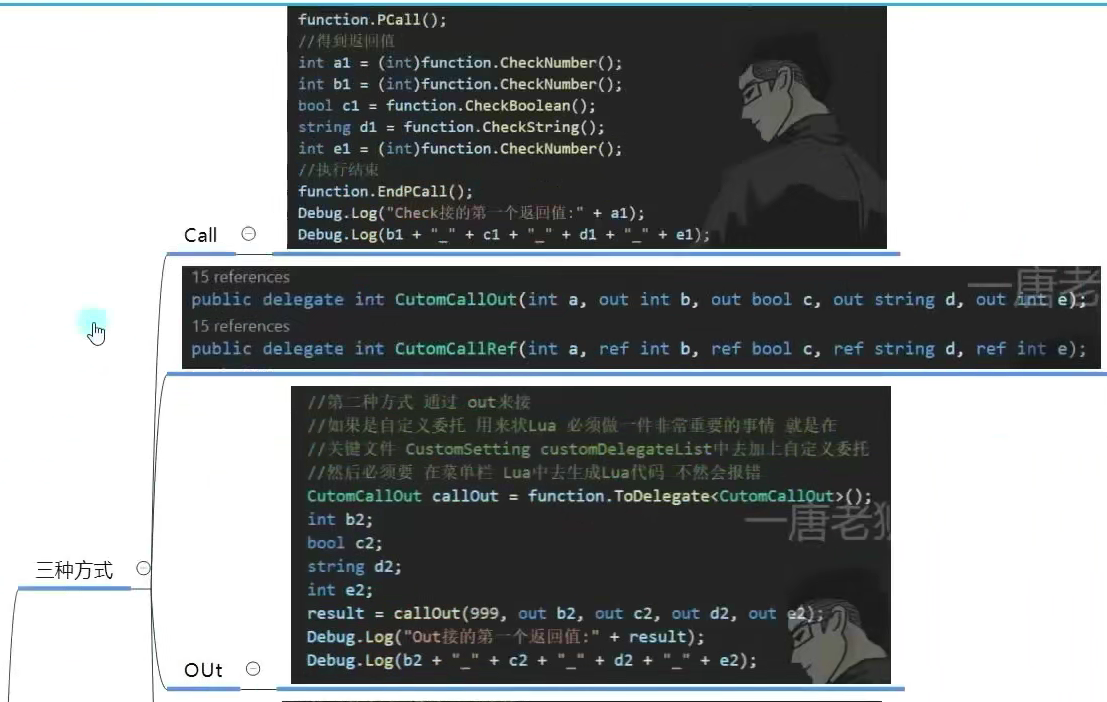 function.PCall();
//得到返回值
int a1 = (int)function.CheckNumber();
int b1 = (int)function.CheckNumber();
bool c1 = function.CheckBoolean();
string d1 = function.CheckString();
int e1 = (int)function.CheckNumber();
//执行结束
function.EndPCall();
Debug.Log("Check接的第一个返回值:" + a1);
Debug.Log(b1 + "_" + c1 + "_" + d1 + "_" + e1);
Call
15 references
public delegate int CutomCallOut(int a, out int b, out bool c, out string d, out int e);
一唐老
15 references
public delegate int CutomCallRef(int a, ref int b, ref bool c, ref string d, ref int e);
//第二种方式 通过 out来接
//如果是自定义委托 用来状Lua 必须做一件非常重要的事情 就是在
//关键文件 CustomSetting customDelegateList中去加上自定义委托
//然后必须要 在菜单栏 Lua中去生成Lua代码 不然会报错
CutomCallOut callOut = function.ToDelegate<CutomCallOut>();
int b2;
一唐老
bool c2;
string d2;
三种方式
int e2;
result = callOut(999, out b2, out c2, out d2, out e2);
Debug.Log("Out接的第一个返回值:" + result);
Debug.Log(b2 + "_" + c2 + "_" + d2 + "_" + e2);
OUt